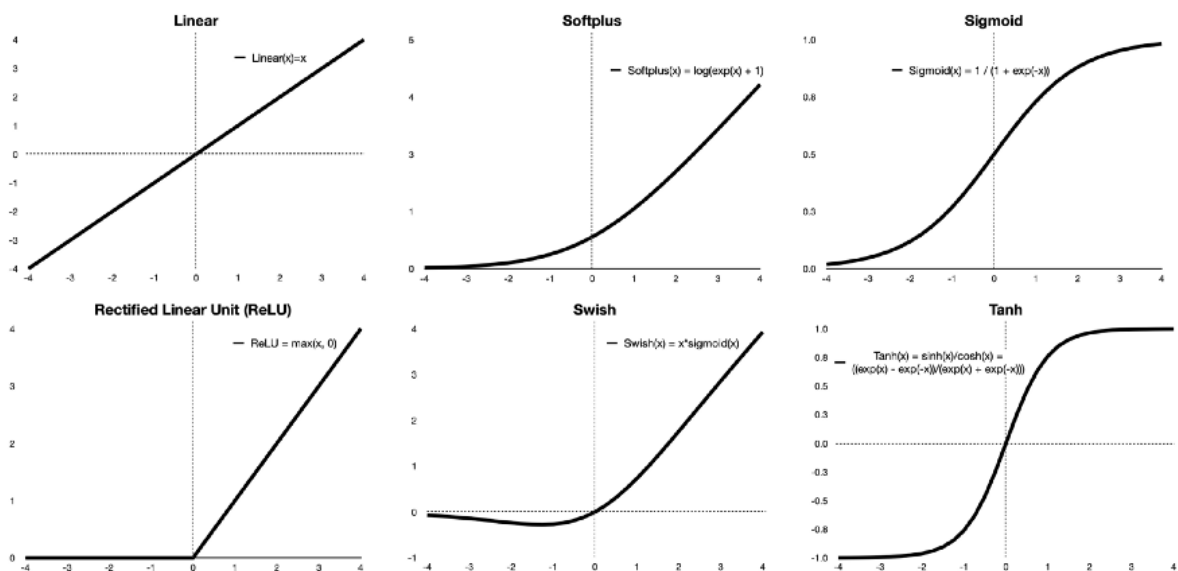 Linear
4
3
2
1
0
-1
-2
-3
-4
-4 -3 -2 -1 0 1 2 3 4
Linear(x)=x
Softplus
5
4
3
1
0
-4 -3 -2 -1 0 1 2 3 4
Softplus(x) = log(exp(x) + 1)
Sigmoid
1.0
0.8
0.5
0.3
0.0
-4 -3 -2 -1 0 1 2 3 4
Sigmoid(x) = 1 / (1 + exp(-x))
Rectified Linear Unit (ReLU)
4
3
2
1
0
-4 -3 -2 -1 0 1 2 3 4
ReLU = max(x, 0)
Swish
4
3
2
1
0
-1
-4 -3 -2 -1 0 1 2 3 4
Swish(x) = x*sigmoid(x)
Tanh
1.0
0.8
0.5
0.3
0.0
-0.3
-0.5
-0.8
-1.0
-4 -3 -2 -1 0 1 2 3 4
Tanh(x) = sinh(x)/cosh(x) =
((exp(x) - exp(-x))/(exp(x) + exp(-x)))